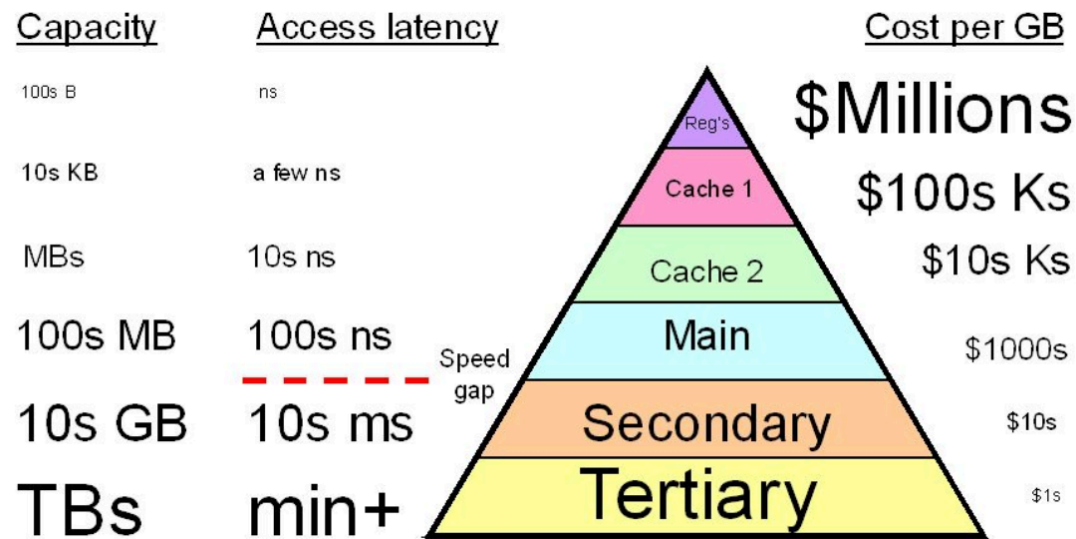 Capacity Access latency Cost per GB
100s B ns Reg's $Millions
10s KB a few ns Cache 1 $100s Ks
MBs 10s ns Cache 2 $10s Ks
100s MB 100s ns Main $1000s
Speed
gap
10s GB 10s ms Secondary $10s
TBs min+ Tertiary $1s